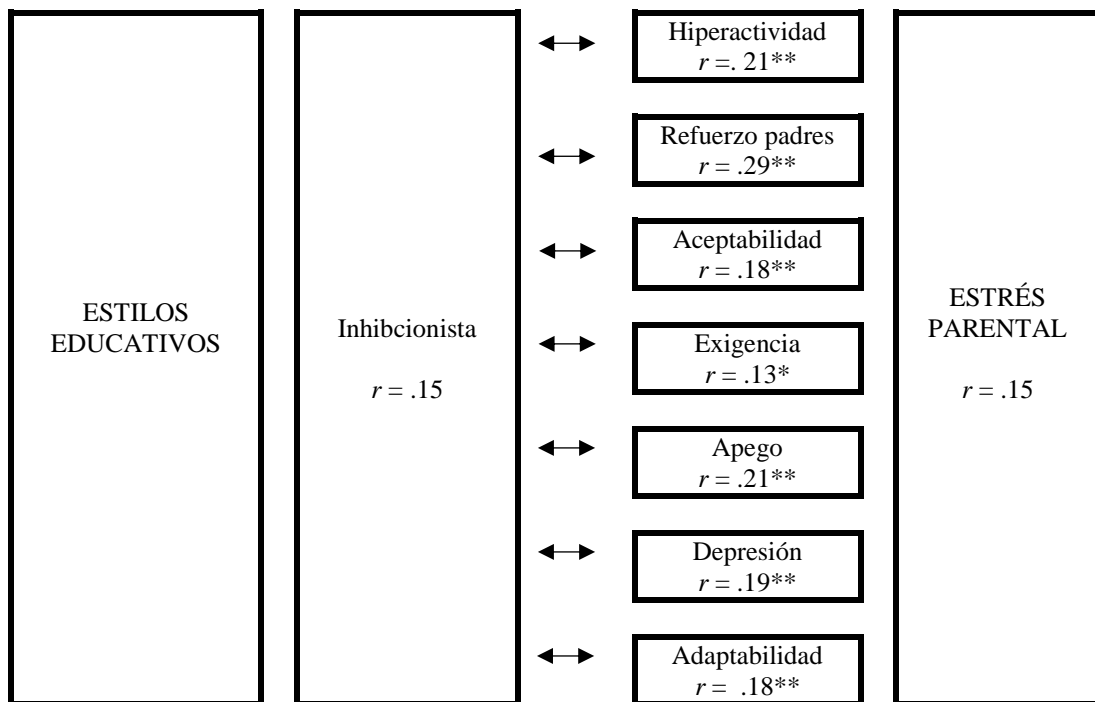 ESTILOS
EDUCATIVOS
Inhibcionista
r = .15
Hiperactividad
r =. 21**
Refuerzo padres
r = .29**
Aceptabilidad
r = .18**
Exigencia
r = .13*
Apego
r = .21**
Depresión
r = .19**
Adaptabilidad
r =  .18**
ESTRÉS
PARENTAL
r = .15